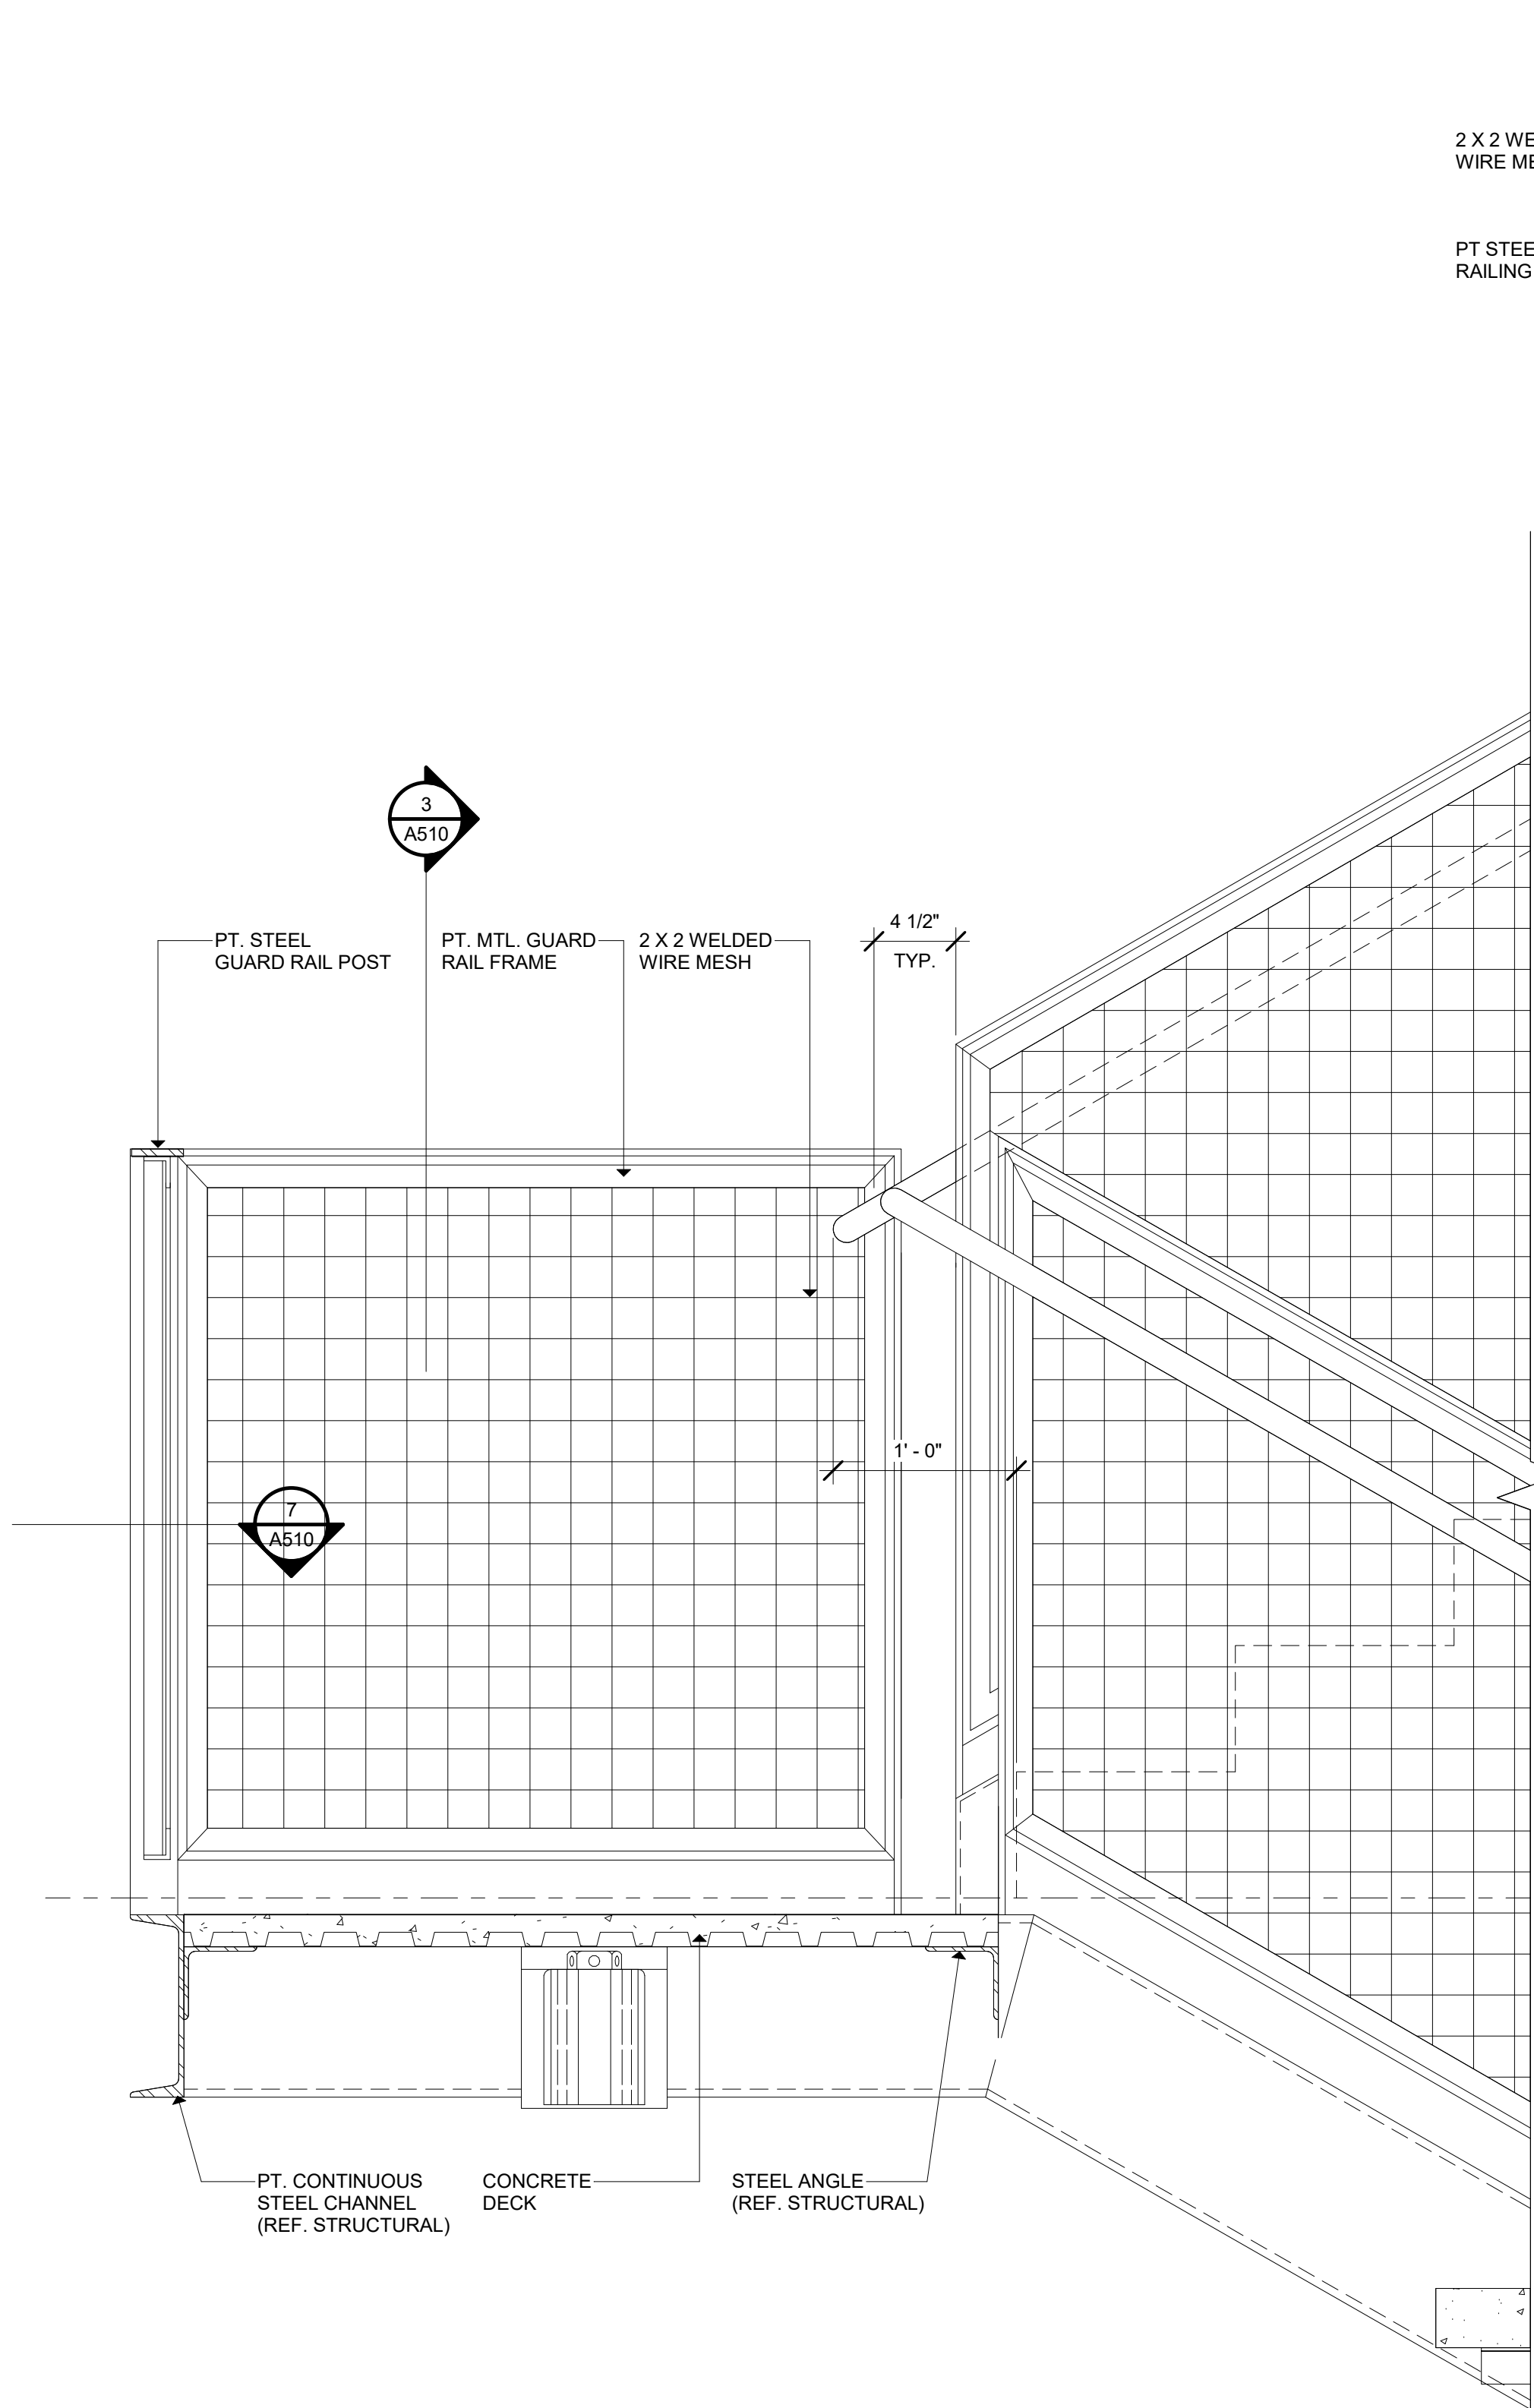 2 X 2 WE
WIRE ME
PT STEE
RAILING
3
A510
PT. STEEL
GUARD RAIL POST
PT. MTL. GUARD
RAIL FRAME
2 X 2 WELDED
WIRE MESH
4 1/2"
TYP.
1' - 0"
7
A510
PT. CONTINUOUS
STEEL CHANNEL
(REF. STRUCTURAL)
CONCRETE
DECK
STEEL ANGLE
(REF. STRUCTURAL)